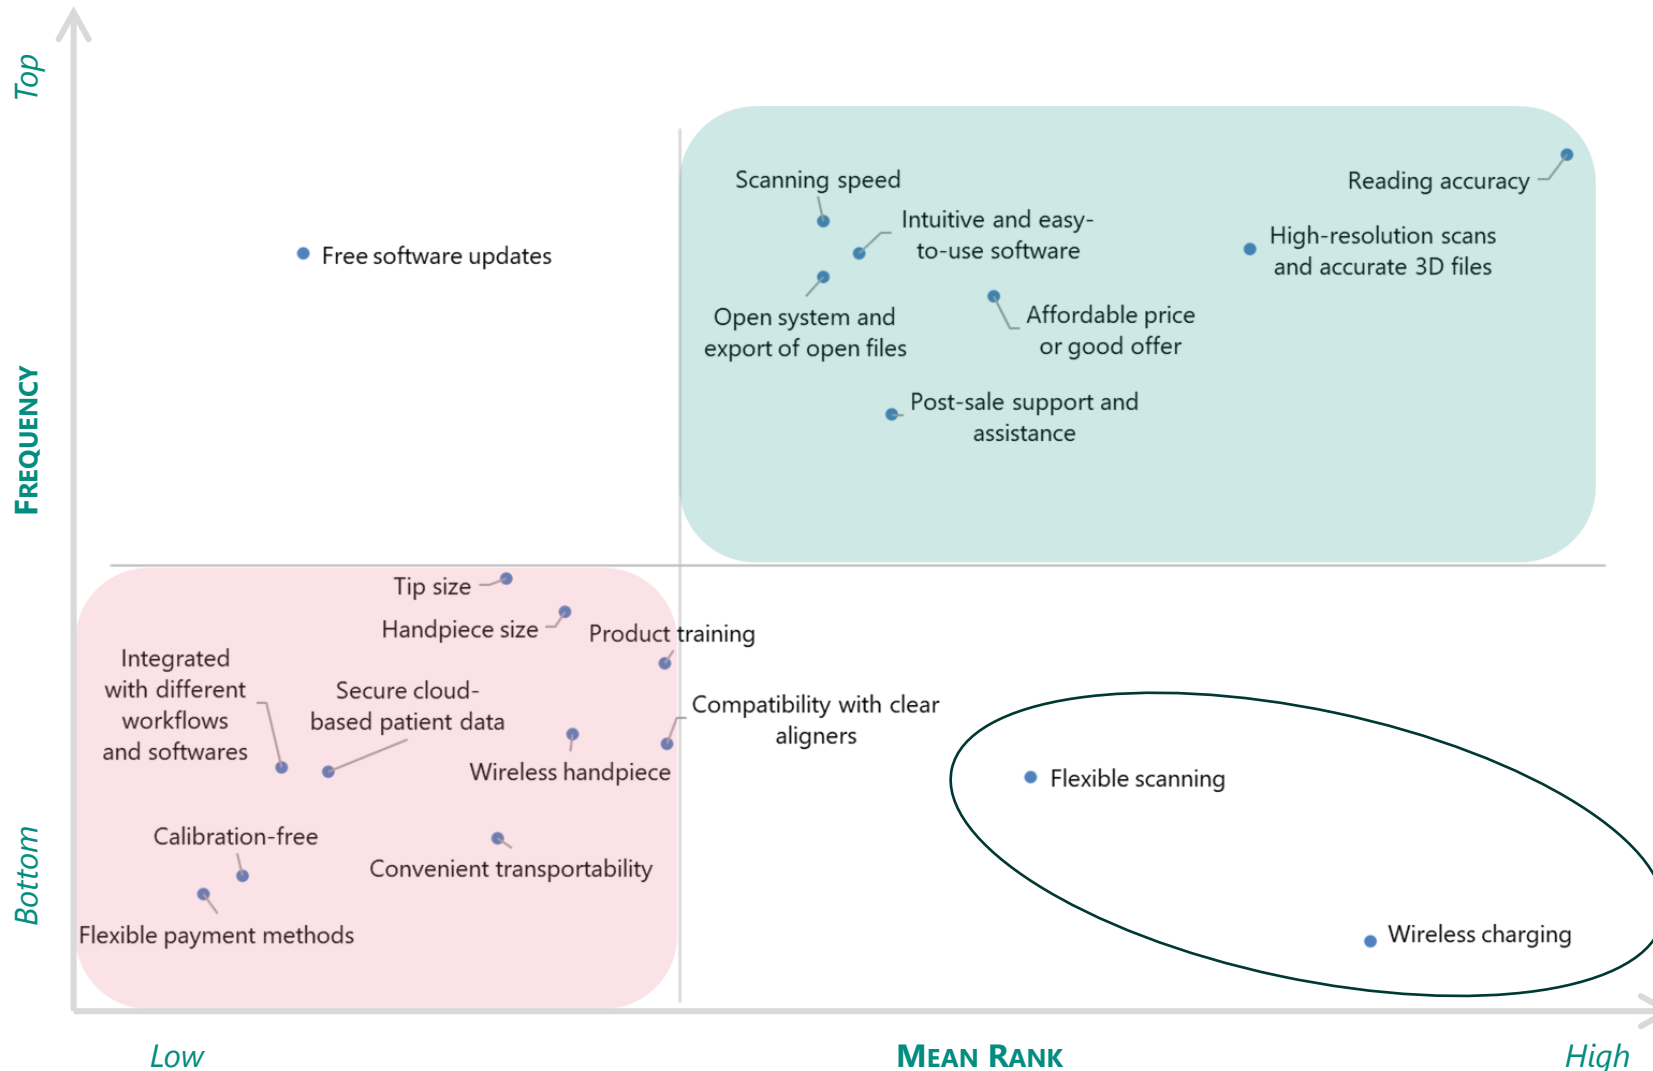 Top
Scanning speed
Reading accuracy
Intuitive and easy-
to-use software
High-resolution scans
and accurate 3D files
Free software updates
Open system and
export of open files
Affordable price
or good offer
Post-sale support and
assistance
FREQUENCY
Tip size
Handpiece size
Product training
Integrated
with different
workflows
and softwares
Secure cloud-
based patient data
Compatibility with clear
aligners
Wireless handpiece
Flexible scanning
Calibration-free
Convenient transportability
Flexible payment methods
Wireless charging
Bottom
Low
MEAN RANK
High